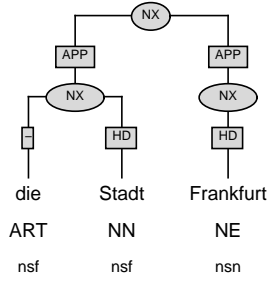 NX
APP APP
NX NX
– HD HD
die Stadt Frankfurt
ART NN NE
nsf nsf nsn